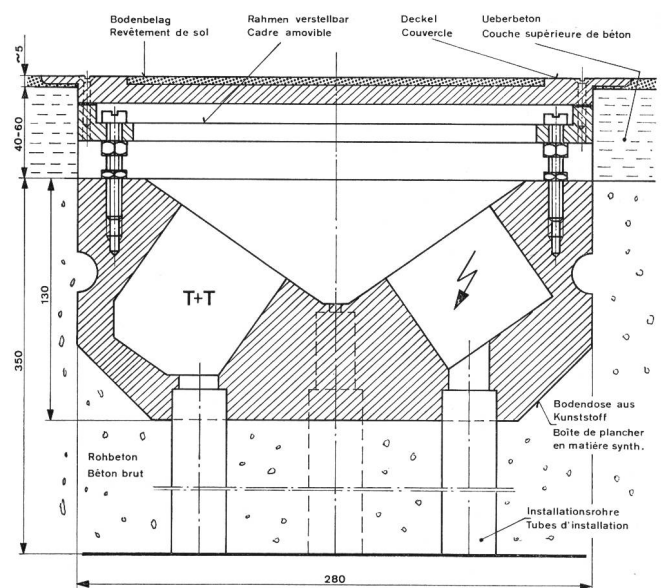 Bodenbelag
Revêtement de sol
Rahmen verstellbar
Cadre amovible
Deckel
Couvercle
Ueberbeton
Couche supérieure de béton
~5
40-60
130
350
T+T
Bodendose aus
Kunststoff
Boîte de plancher
en matière synth.
Rohbeton
Béton brut
Installationsrohre
Tubes d'installation
280